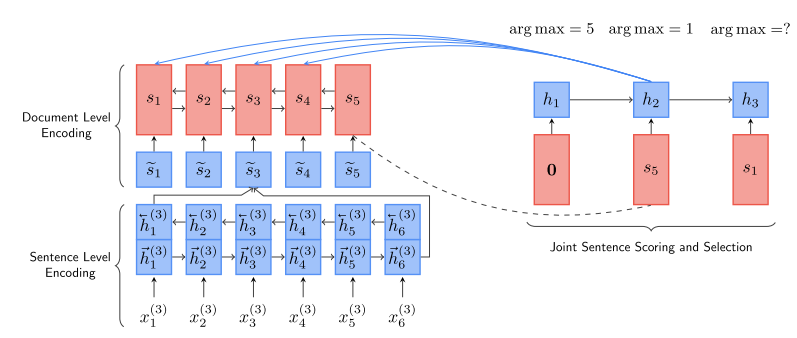 arg max = 5 arg max = 1 arg max =?
s₁ s₂ s₃ s₄ s₅
h₁ h₂ h₃
Document Level
Encoding
s̃₁ s̃₂ s̃₃ s̃₄ s̃₅
0 s₅ s₁
Sentence Level
Encoding
h⃖₁⁽³⁾ h⃖₂⁽³⁾ h⃖₃⁽³⁾ h⃖₄⁽³⁾ h⃖₅⁽³⁾ h⃖₆⁽³⁾
h⃗₁⁽³⁾ h⃗₂⁽³⁾ h⃗₃⁽³⁾ h⃗₄⁽³⁾ h⃗₅⁽³⁾ h⃗₆⁽³⁾
x₁⁽³⁾ x₂⁽³⁾ x₃⁽³⁾ x₄⁽³⁾ x₅⁽³⁾ x₆⁽³⁾
Joint Sentence Scoring and Selection